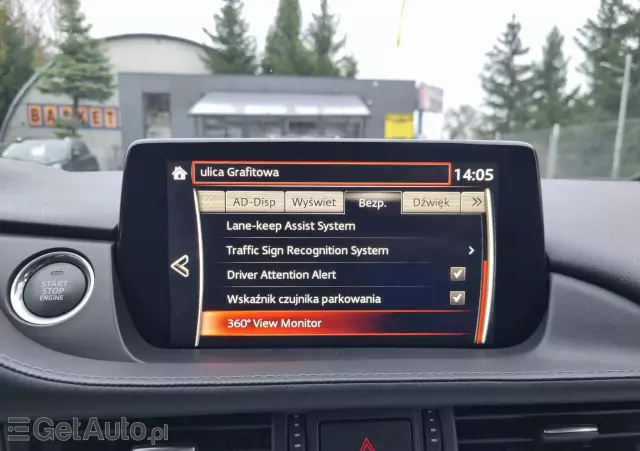 BARKET
ulica Grafitowa
14:05
AD-Disp
Wyświet
Bezp.
Dźwięk
Lane-keep Assist System
Traffic Sign Recognition System
Driver Attention Alert
Wskaźnik czujnika parkowania
360° View Monitor
START
STOP
ENGINE
GetAuto.pl